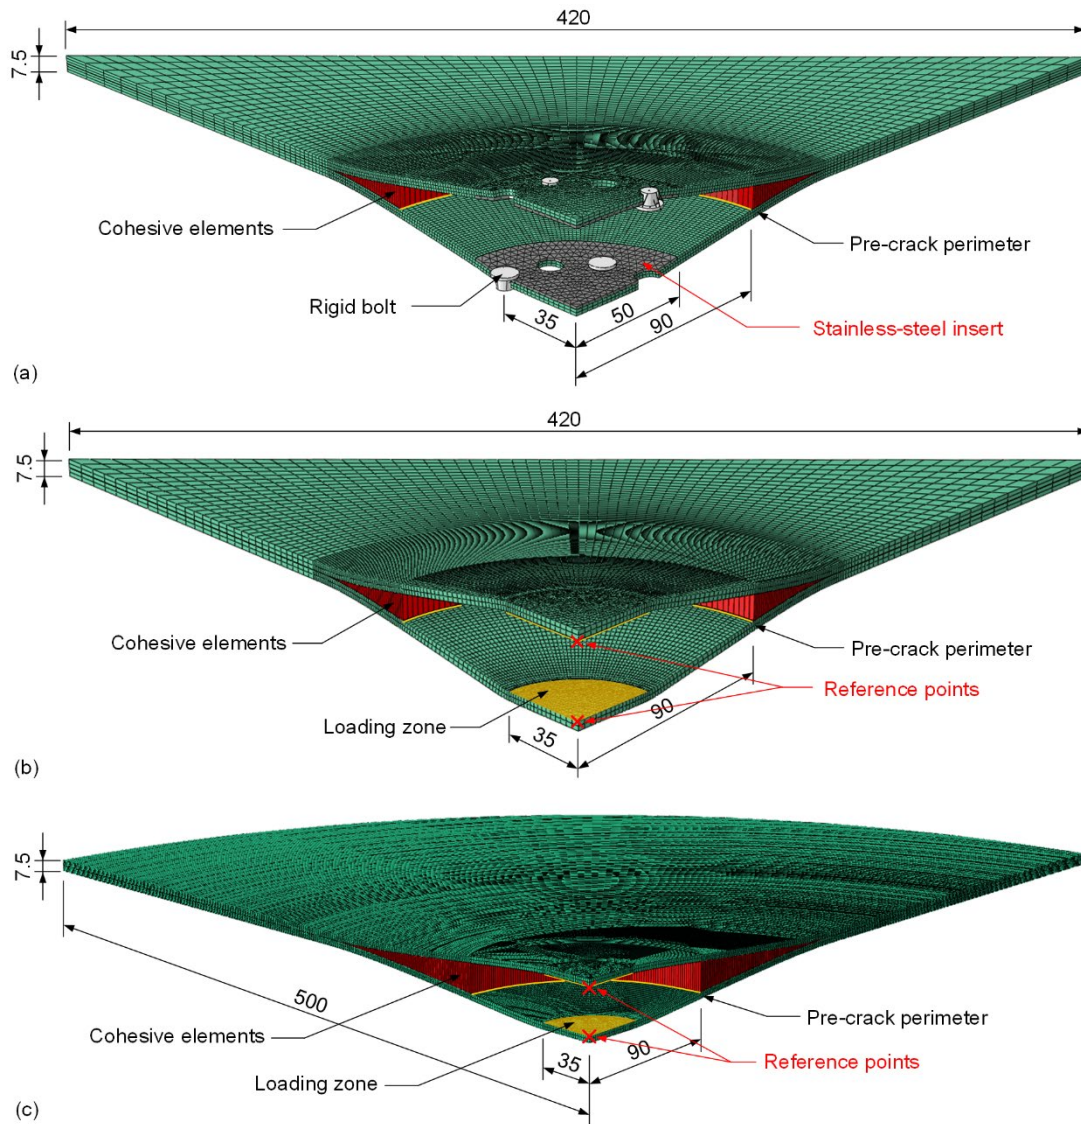 420
7.5
Cohesive elements
Pre-crack perimeter
Rigid bolt
35
50
90
Stainless-steel insert
(a)
420
7.5
Cohesive elements
Pre-crack perimeter
Reference points
Loading zone
90
35
(b)
7.5
500
Cohesive elements
Pre-crack perimeter
Reference points
Loading zone
35
90
(c)